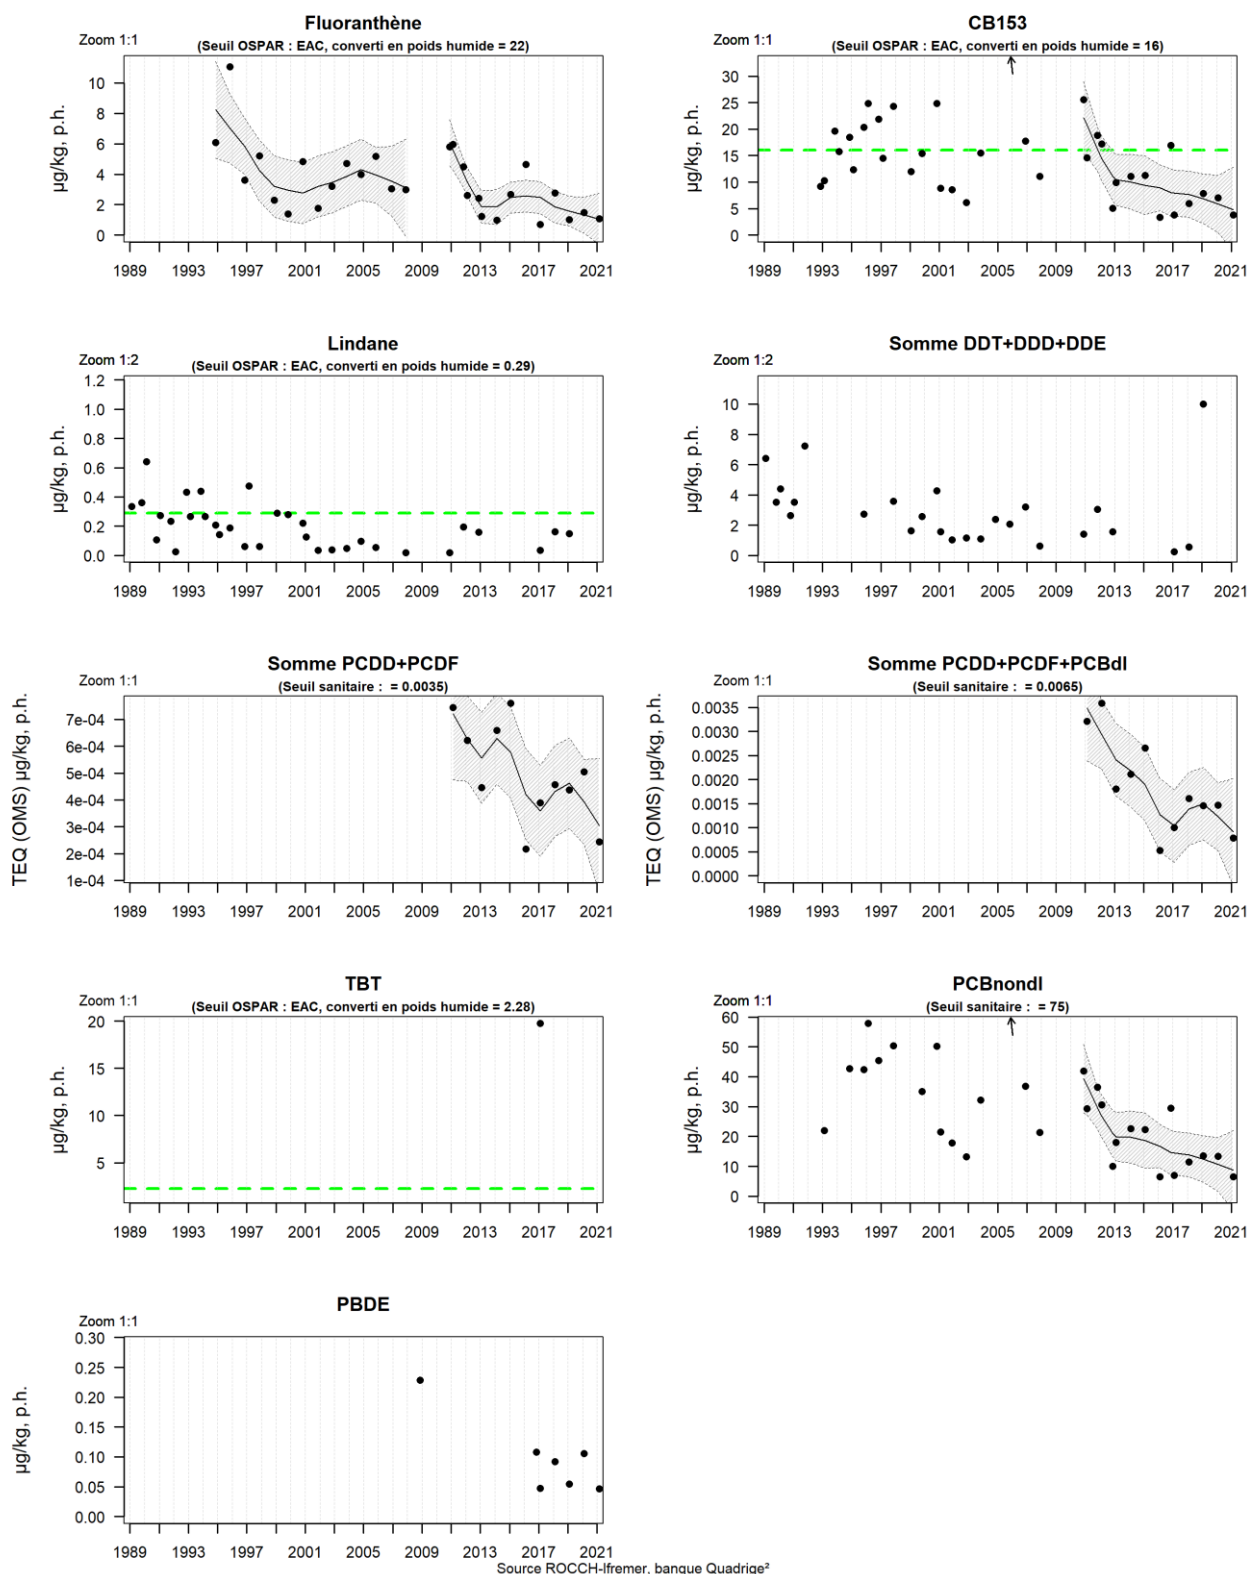 Fluoranthène
Zoom 1:1
(Seuil OSPAR : EAC, converti en poids humide = 22)
µg/kg, p.h.
10
8
6
4
2
0
1989 1993 1997 2001 2005 2009 2013 2017 2021
CB153
Zoom 1:1
(Seuil OSPAR : EAC, converti en poids humide = 16)
µg/kg, p.h.
30
25
20
15
10
5
0
1989 1993 1997 2001 2005 2009 2013 2017 2021
Lindane
Zoom 1:2
(Seuil OSPAR : EAC, converti en poids humide = 0.29)
µg/kg, p.h.
1.2
1.0
0.8
0.6
0.4
0.2
0.0
1989 1993 1997 2001 2005 2009 2013 2017 2021
Somme DDT+DDD+DDE
Zoom 1:2
µg/kg, p.h.
10
8
6
4
2
0
1989 1993 1997 2001 2005 2009 2013 2017 2021
Somme PCDD+PCDF
Zoom 1:1
(Seuil sanitaire : = 0.0035)
TEQ (OMS) µg/kg, p.h.
7e-04
6e-04
5e-04
4e-04
3e-04
2e-04
1e-04
1989 1993 1997 2001 2005 2009 2013 2017 2021
Somme PCDD+PCDF+PCBdl
Zoom 1:1
(Seuil sanitaire : = 0.0065)
TEQ (OMS) µg/kg, p.h.
0.0035
0.0030
0.0025
0.0020
0.0015
0.0010
0.0005
0.0000
1989 1993 1997 2001 2005 2009 2013 2017 2021
TBT
Zoom 1:1
(Seuil OSPAR : EAC, converti en poids humide = 2.28)
µg/kg, p.h.
20
15
10
5
1989 1993 1997 2001 2005 2009 2013 2017 2021
PCBnondl
Zoom 1:1
(Seuil sanitaire : = 75)
µg/kg, p.h.
60
50
40
30
20
10
0
1989 1993 1997 2001 2005 2009 2013 2017 2021
PBDE
Zoom 1:1
µg/kg, p.h.
0.30
0.25
0.20
0.15
0.10
0.05
0.00
1989 1993 1997 2001 2005 2009 2013 2017 2021
Source ROCCH-Ifremer, banque Quadrige²